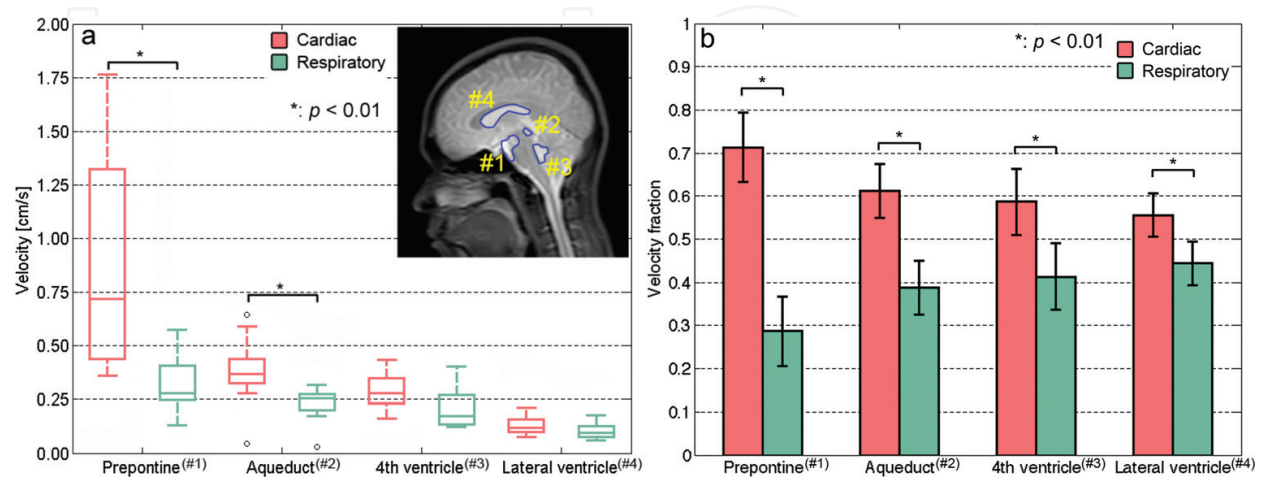 a
Cardiac
Respiratory
*: p < 0.01
*
*
2.00
1.75
1.50
1.25
1.00
0.75
0.50
0.25
0.00
Velocity [cm/s]
Prepontine(#1)
Aqueduct(#2)
4th ventricle(#3)
Lateral ventricle(#4)
#4
#2
#1
#3
b
*: p < 0.01
Cardiac
Respiratory
*
*
*
*
1
0.9
0.8
0.7
0.6
0.5
0.4
0.3
0.2
0.1
0
Velocity fraction
Prepontine(#1)
Aqueduct(#2)
4th ventricle(#3)
Lateral ventricle(#4)